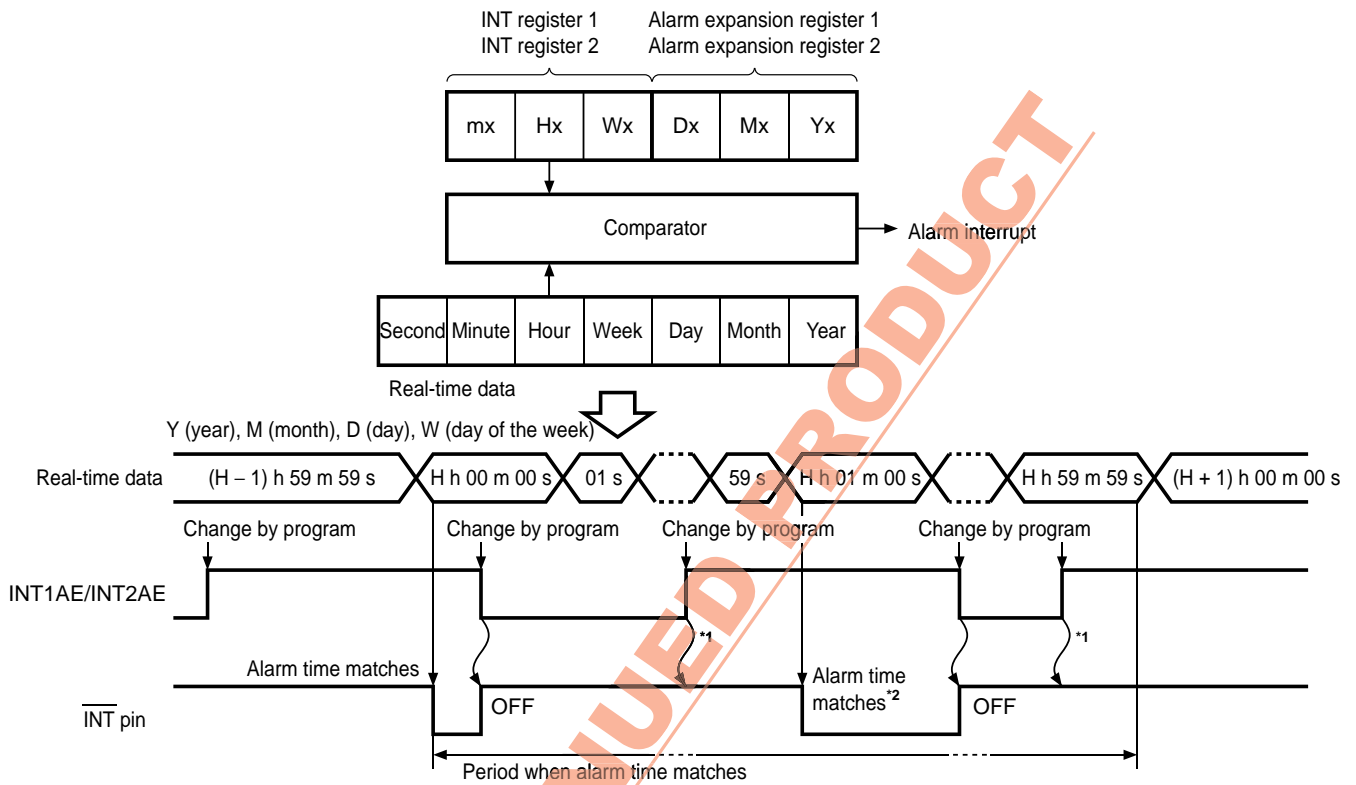 INT register 1 Alarm expansion register 1
INT register 2 Alarm expansion register 2
mx Hx Wx Dx Mx Yx
Comparator
Alarm interrupt
Second Minute Hour Week Day Month Year
Real-time data
Y (year), M (month), D (day), W (day of the week)
Real-time data (H − 1) h 59 m 59 s H h 00 m 00 s 01 s 59 s H h 01 m 00 s H h 59 m 59 s (H + 1) h 00 m 00 s
Change by program Change by program Change by program Change by program
INT1AE/INT2AE
*1 *1
Alarm time matches
Alarm time
matches*2
OFF OFF
INT pin
Period when alarm time matches
NUED PRODUCT